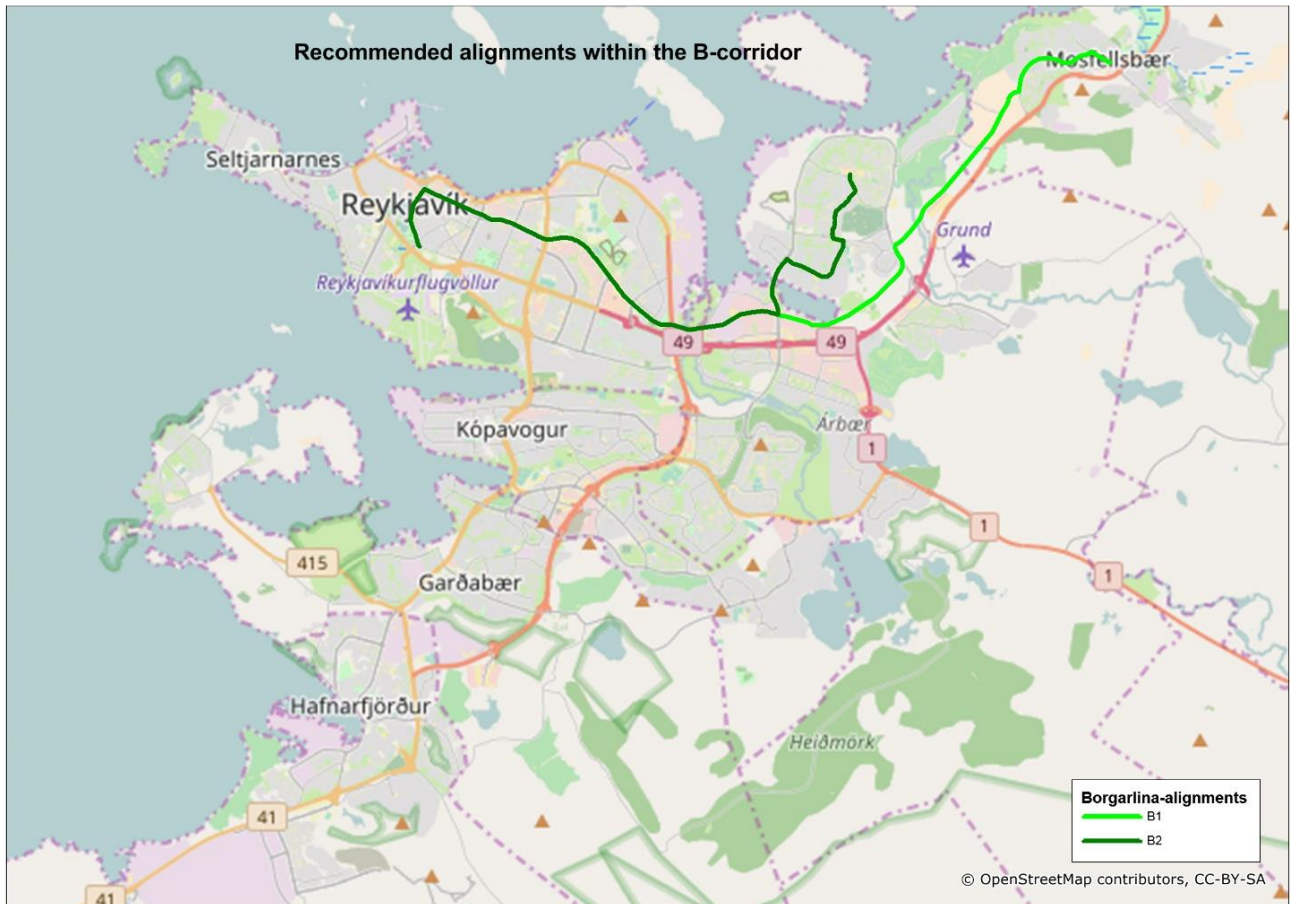 Recommended alignments within the B-corridor
Mosfellsbær
Seltjarnarnes
Reykjavík
Grund
Reykjavíkurflugvöllur
49
49
Árbær
Kópavogur
1
1
415
1
Garðabær
Hafnarfjörður
Heiðmörk
41
41
Borgarlina-alignments
B1
B2
© OpenStreetMap contributors, CC-BY-SA